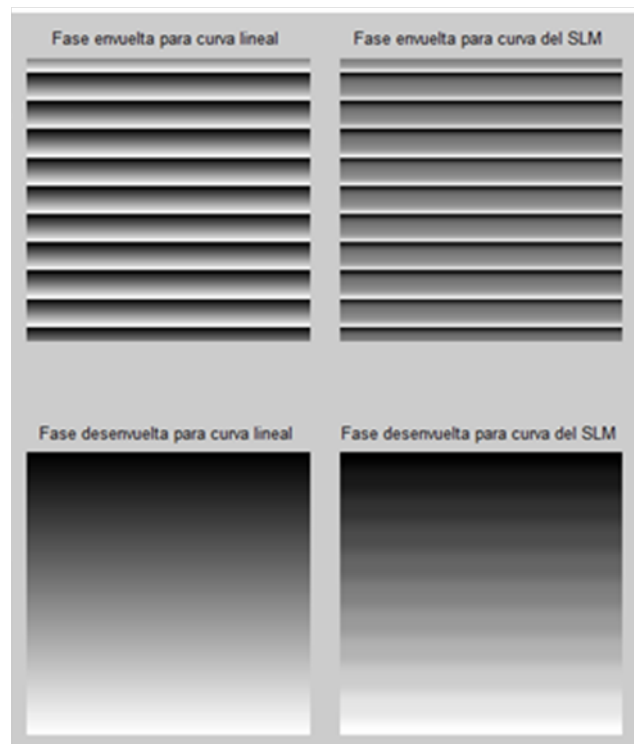 Fase envuelta para curva lineal
Fase envuelta para curva del SLM
Fase desenvuelta para curva lineal
Fase desenvuelta para curva del SLM